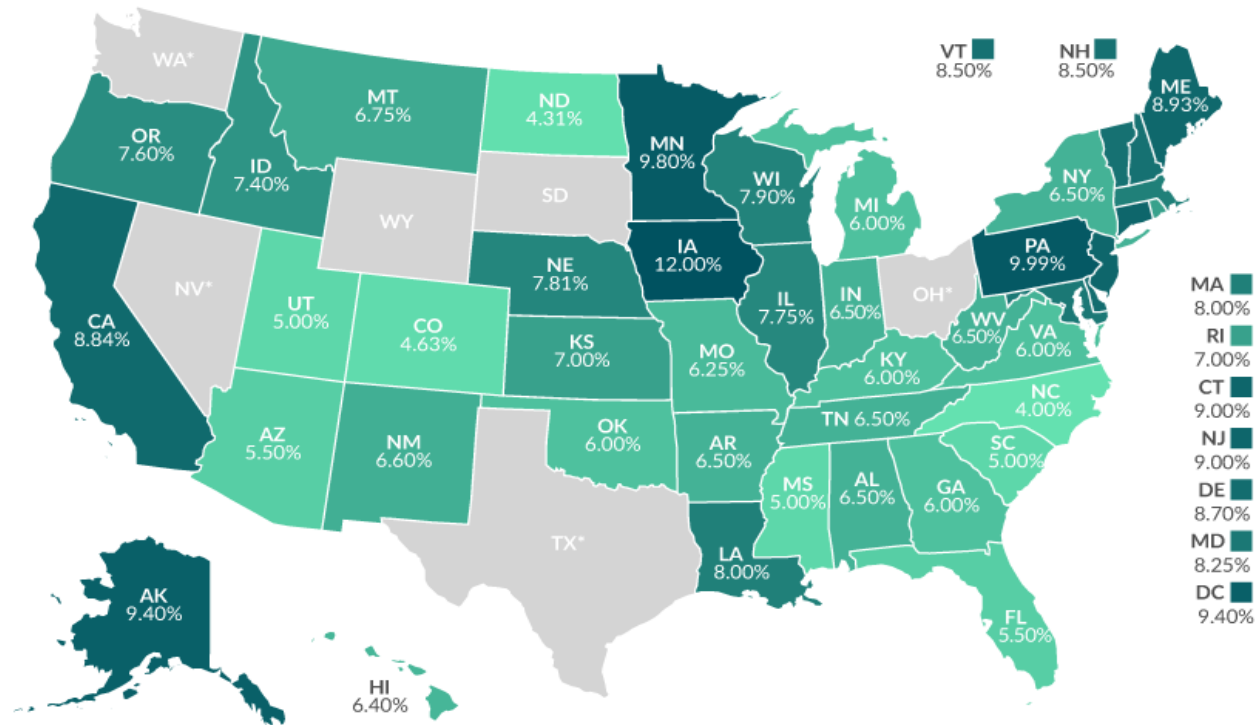 VT
8.50%
NH
8.50%
WA*
MT
6.75%
ND
4.31%
MN
9.80%
ME
8.93%
OR
7.60%
ID
7.40%
SD
WI
7.90%
MI
6.00%
NY
6.50%
WY
IA
12.00%
PA
9.99%
NV*
NE
7.81%
IL
7.75%
IN
6.50%
OH*
MA
8.00%
CA
8.84%
UT
5.00%
CO
4.63%
KS
7.00%
MO
6.25%
KY
6.00%
WV
6.50%
VA
6.00%
RI
7.00%
CT
9.00%
AZ
5.50%
NM
6.60%
OK
6.00%
AR
6.50%
TN 6.50%
NC
4.00%
NJ
9.00%
SC
5.00%
MS
5.00%
AL
6.50%
GA
6.00%
DE
8.70%
TX*
LA
8.00%
MD
8.25%
AK
9.40%
FL
5.50%
DC
9.40%
HI
6.40%